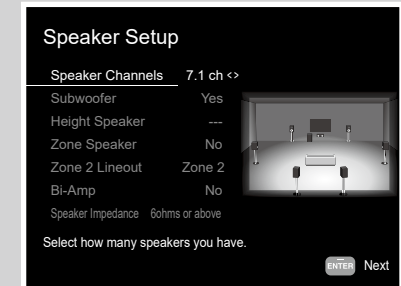 Speaker Setup
Speaker Channels 7.1 ch <>
Subwoofer Yes
Height Speaker ---
Zone Speaker No
Zone 2 Lineout Zone 2
Bi-Amp No
Speaker Impedance 6ohms or above
Select how many speakers you have.
ENTER Next